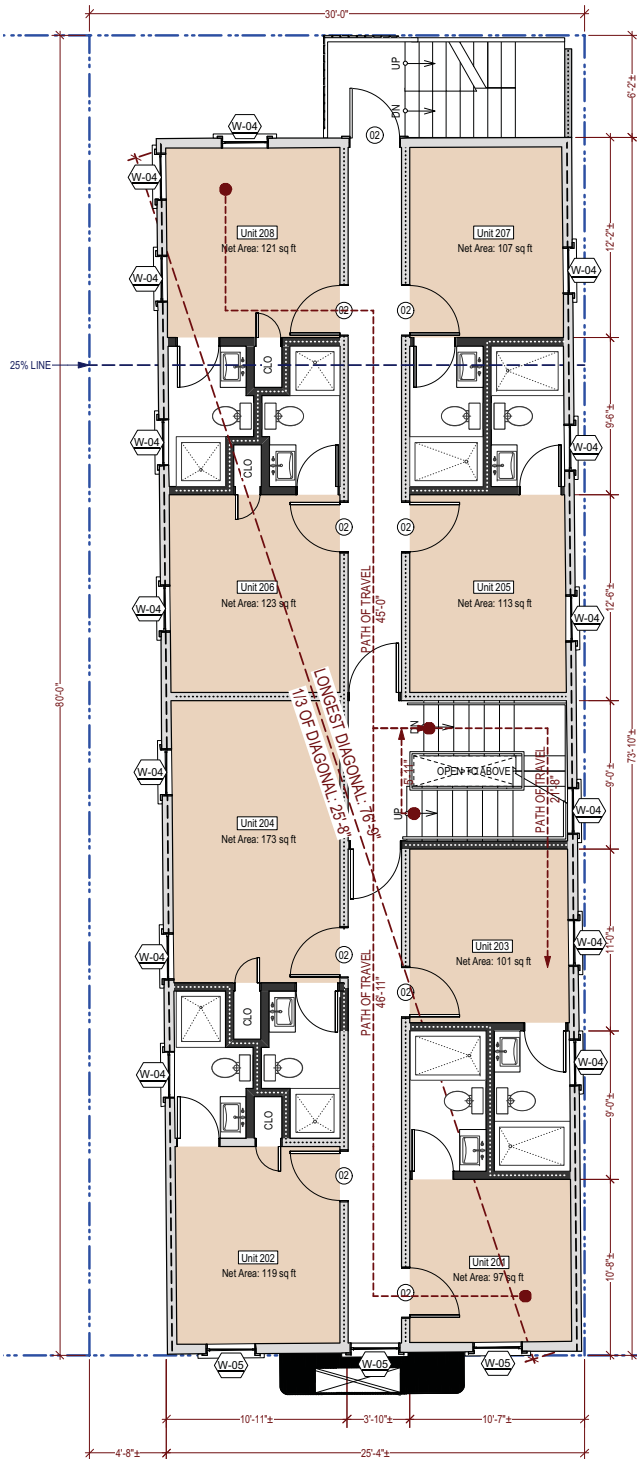 30'-0"
6'-2"±
UP
DN
02
W-04
W-04
Unit 208
Net Area: 121 sq ft
Unit 207
Net Area: 107 sq ft
12'-2"±
W-04
W-04
02
02
25% LINE
CLO
9'-6"±
W-04
W-04
CLO
02
02
Unit 206
Net Area: 123 sq ft
Unit 205
Net Area: 113 sq ft
12'-6"±
W-04
W-04
PATH OF TRAVEL
45'-0"
80'-0"
LONGEST DIAGONAL: 76'-9"
1/3 OF DIAGONAL: 25'-8"
DN
OPEN TO ABOVE
UP
PATH OF TRAVEL
21'-8"
9'-0"±
73'-10"±
W-04
W-04
Unit 204
Net Area: 173 sq ft
Unit 203
Net Area: 101 sq ft
11'-0"±
W-04
W-04
02
02
PATH OF TRAVEL
46'-11"
CLO
W-04
W-04
9'-0"±
CLO
02
Unit 202
Net Area: 119 sq ft
Unit 201
Net Area: 97 sq ft
10'-8"±
02
W-05
W-05
W-05
10'-11"±
3'-10"±
10'-7"±
4'-8"±
25'-4"±